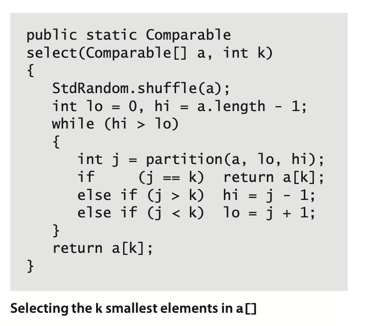 public static Comparable
select(Comparable[] a, int k)
{
   StdRandom.shuffle(a);
   int lo = 0, hi = a.length - 1;
   while (hi > lo)
   {
      int j = partition(a, lo, hi);
      if      (j == k)  return a[k];
      else if (j > k)  hi = j - 1;
      else if (j < k)  lo = j + 1;
   }
   return a[k];
}
Selecting the k smallest elements in a[]